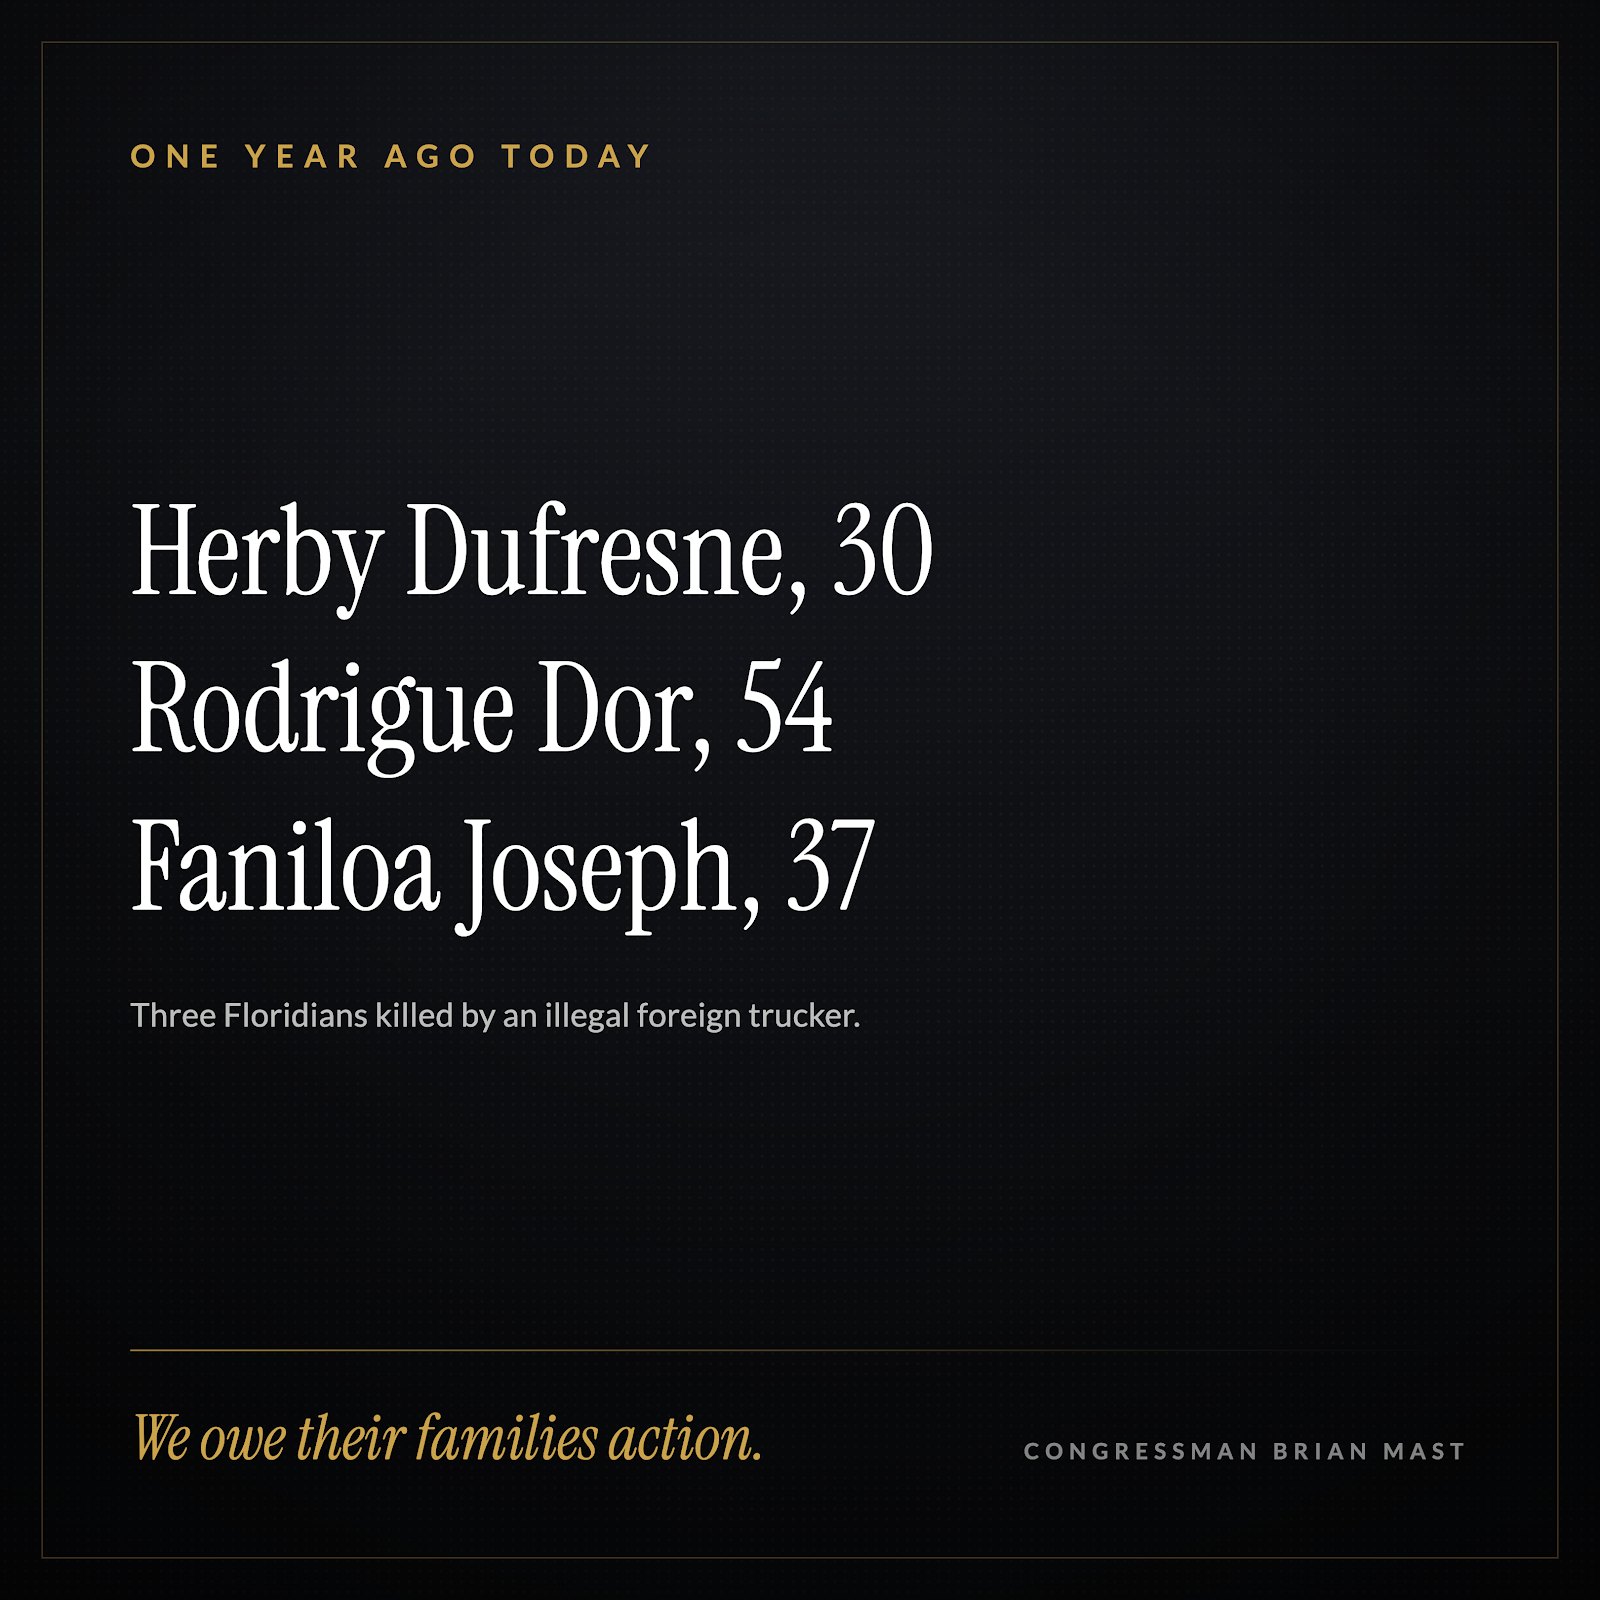 ONE YEAR AGO TODAY
Herby Dufresne, 30
Rodrigue Dor, 54
Faniloa Joseph, 37
Three Floridians killed by an illegal foreign trucker.
We owe their families action.
CONGRESSMAN BRIAN MAST